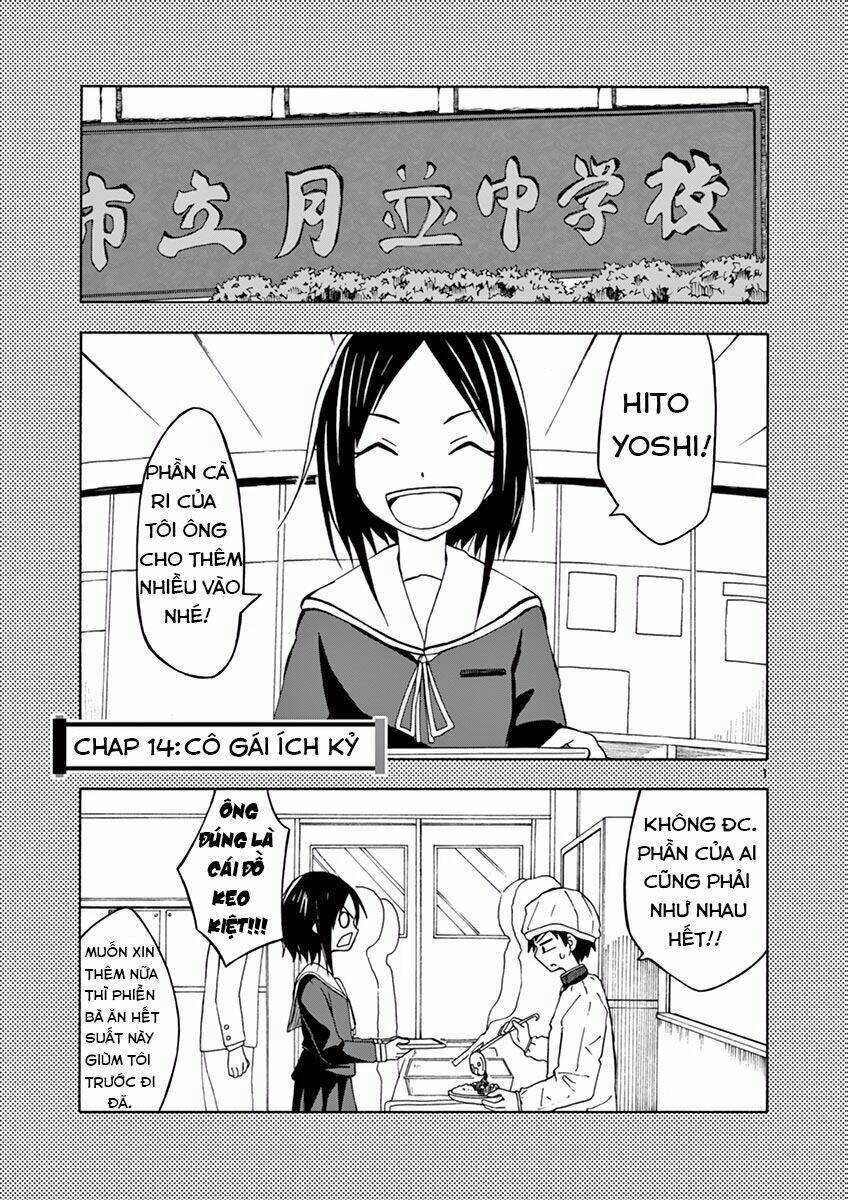 市立月立中学校
HITO
YOSHI!
PHẦN CÀ
RI CỦA
TÔI ÔNG
CHO THÊM
NHIỀU VÀO
NHÉ!
CHAP 14: CÔ GÁI ÍCH KỶ
1
KHÔNG ĐC.
PHẦN CỦA AI
CŨNG PHẢI
NHƯ NHAU
HẾT!!
ÔNG
ĐÚNG LÀ
CÁI ĐỒ
KEO
KIỆT!!!
MUỐN XIN
THÊM NỮA
THÌ PHIỀN
BÀ ĂN HẾT
SUẤT NÀY
GIÙM TÔI
TRƯỚC ĐI
ĐÃ.